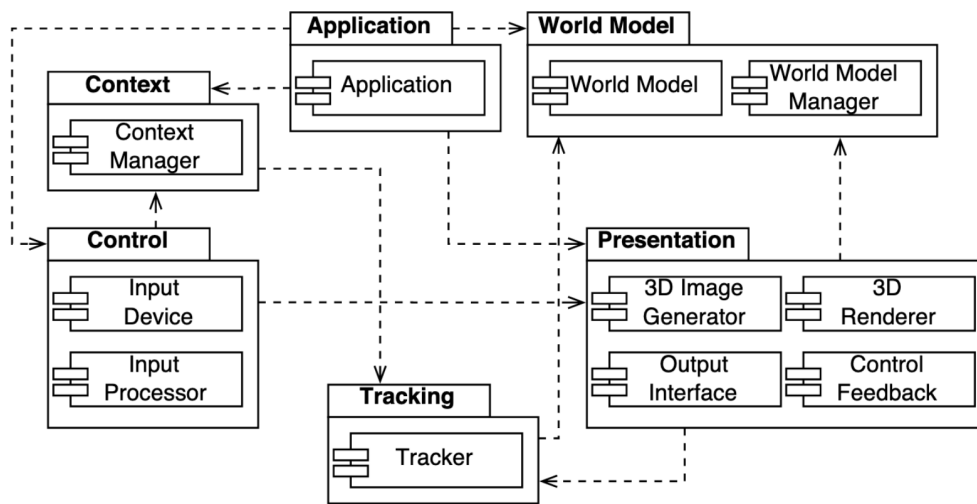 Application
Application
World Model
World Model
World Model
Manager
Context
Context
Manager
Control
Input
Device
Input
Processor
Presentation
3D Image
Generator
3D
Renderer
Output
Interface
Control
Feedback
Tracking
Tracker